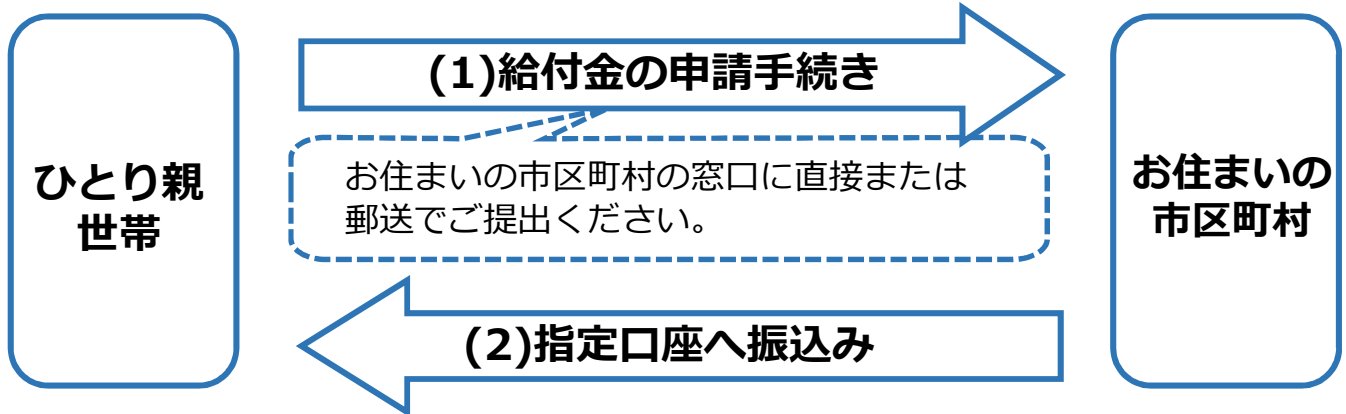 (1)給付金の申請手続き
ひとり親
世帯
お住まいの市区町村の窓口に直接または
郵送でご提出ください。
お住まいの
市区町村
(2)指定口座へ振込み